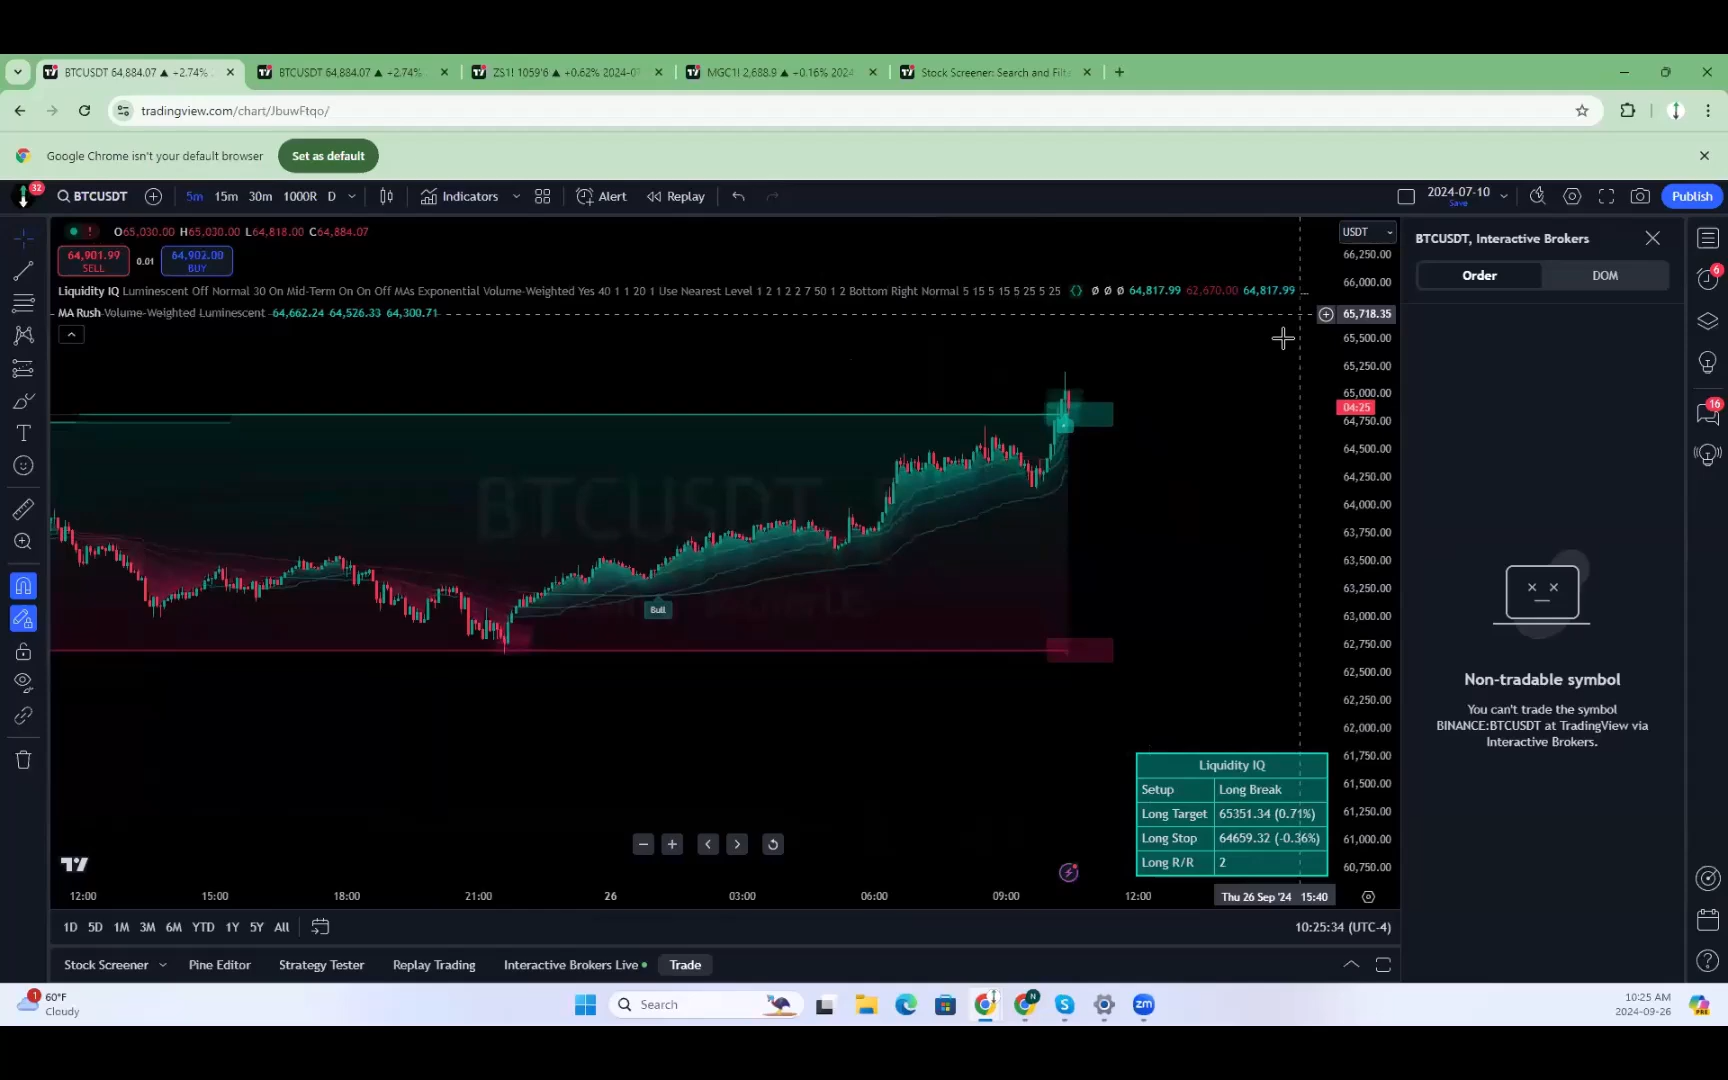 BTCUSDT 64,884.07 ▲ +2.74%
BTCUSDT 64,884.07 ▲ +2.74%
ZS1! 1059'6 ▲ +0.62% 2024-0
MGC1! 2,688.9 ▲ +0.16% 2024
Stock Screener: Search and Filt
tradingview.com/chart/JbuwFtqo/
Google Chrome isn't your default browser
Set as default
32
BTCUSDT
5m 15m 30m 1000R D
Indicators
Alert
Replay
2024-07-10
Save
Publish
O65,030.00 H65,030.00 L64,818.00 C64,884.07
64,901.99
SELL
0.01
64,902.00
BUY
Liquidity IQ Luminescent Off Normal 30 On Mid-Term On On Off MAs Exponential Volume-Weighted Yes 40 1 1 20 1 Use Nearest Level 1 2 1 2 2 7 50 1 2 Bottom Right Normal 5 15 5 15 5 25 5 25 Ø Ø Ø 64,817.99 62,670.00 64,817.99 ...
MA Rush Volume-Weighted Luminescent 64,662.24 64,526.33 64,300.71
BTCUSDT
Bull
USDT
66,250.00
66,000.00
65,718.35
65,500.00
65,250.00
65,000.00
04:25
64,750.00
64,500.00
64,250.00
64,000.00
63,750.00
63,500.00
63,250.00
63,000.00
62,750.00
62,500.00
62,250.00
62,000.00
61,750.00
61,500.00
61,250.00
61,000.00
60,750.00
Liquidity IQ
Setup Long Break
Long Target 65351.34 (0.71%)
Long Stop 64659.32 (-0.36%)
Long R/R 2
12:00 15:00 18:00 21:00 26 03:00 06:00 09:00 12:00 Thu 26 Sep '24 15:40
1D 5D 1M 3M 6M YTD 1Y 5Y All
10:25:34 (UTC-4)
Stock Screener
Pine Editor
Strategy Tester
Replay Trading
Interactive Brokers Live
Trade
BTCUSDT, Interactive Brokers
Order
DOM
Non-tradable symbol
You can't trade the symbol
BINANCE:BTCUSDT at TradingView via
Interactive Brokers.
6
16
1
60°F
Cloudy
Search
N
zm
10:25 AM
2024-09-26
PRE